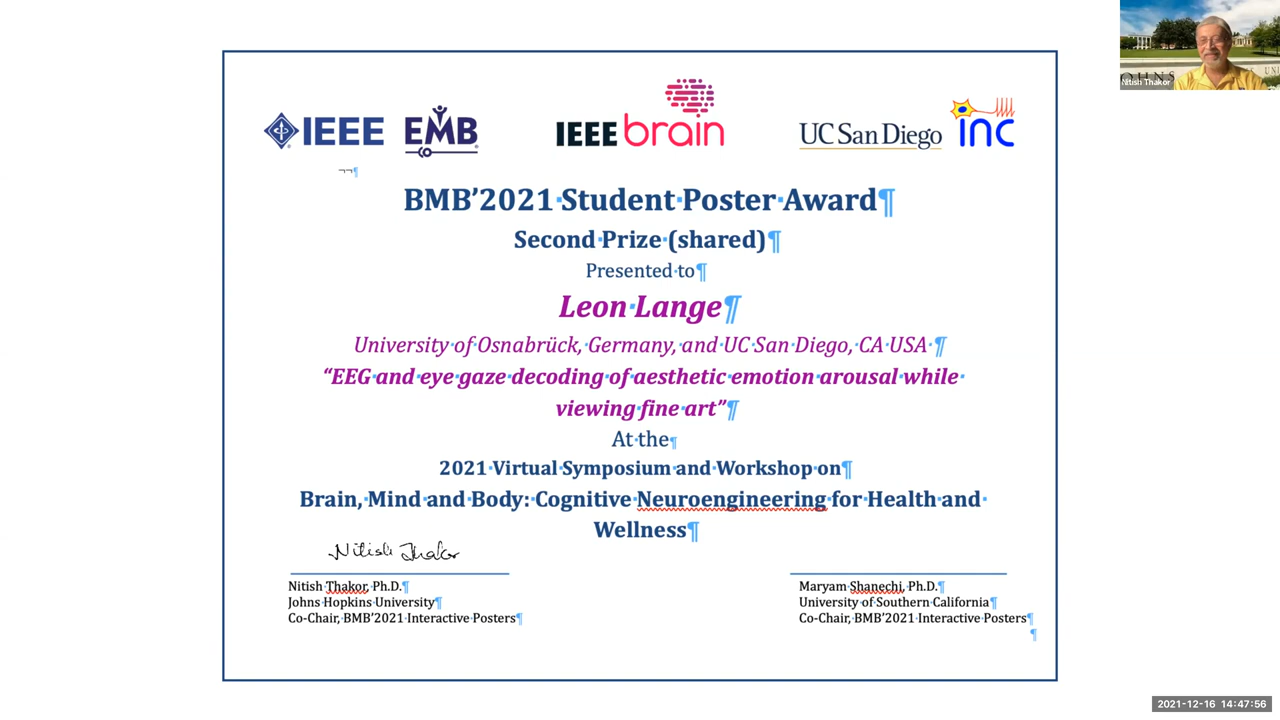 Nitish Thakor
IEEE EMB IEEE brain UC San Diego inc
¬¬¶
BMB’2021·Student·Poster·Award¶
Second·Prize·(shared)¶
Presented·to¶
Leon·Lange¶
University·of·Osnabrück,·Germany,·and·UC·San·Diego,·CA·USA·¶
“EEG·and·eye·gaze·decoding·of·aesthetic·emotion·arousal·while·
viewing·fine·art”¶
At·the¶
2021·Virtual·Symposium·and·Workshop·on¶
Brain,·Mind·and·Body:·Cognitive·Neuroengineering·for·Health·and·
Wellness¶
Nitish Thakor
Nitish·Thakor,·Ph.D.¶
Johns·Hopkins·University¶
Co-Chair,·BMB’2021·Interactive·Posters¶
Maryam·Shanechi,·Ph.D.¶
University·of·Southern·California¶
Co-Chair,·BMB’2021·Interactive·Posters¶
¶
2021-12-16 14:47:56